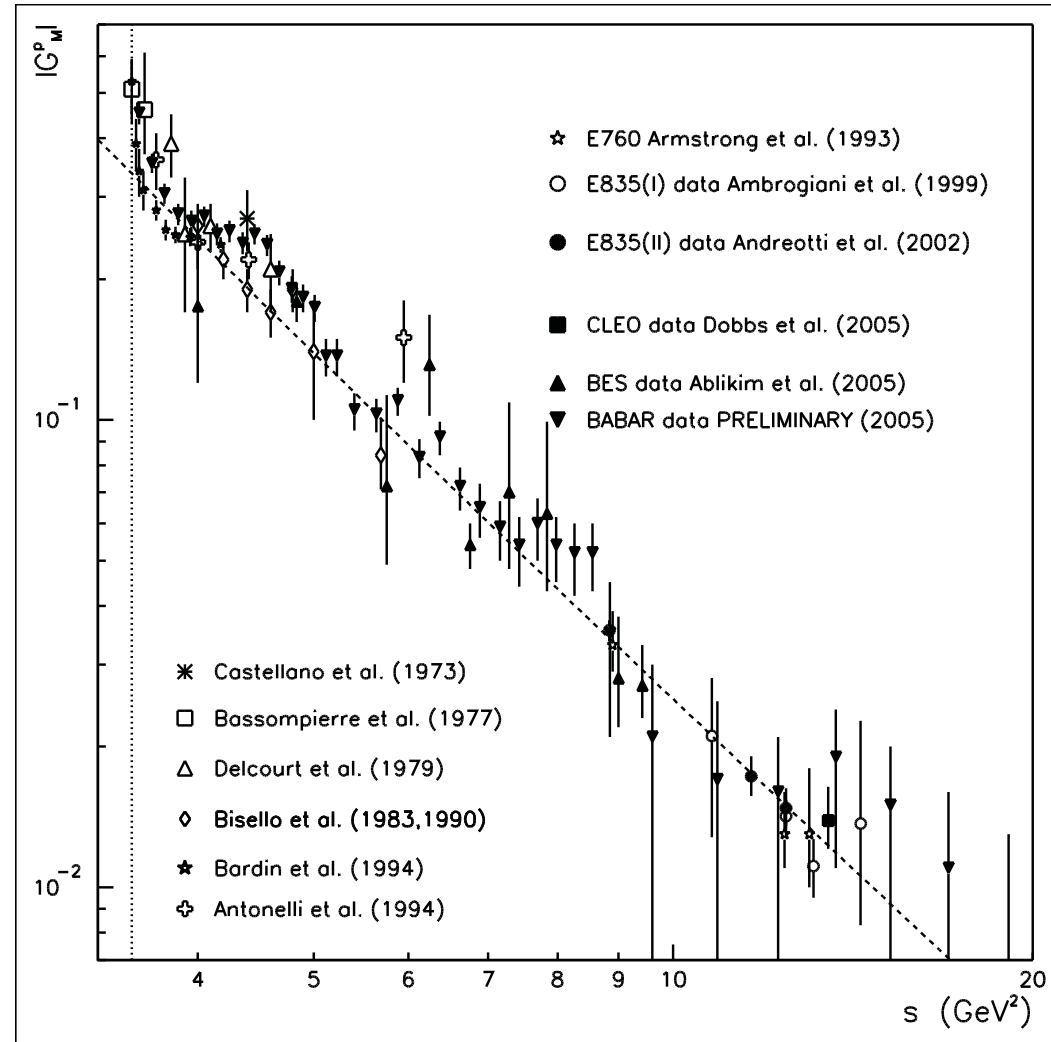 |G^p_M|
E760 Armstrong et al. (1993)
E835(I) data Ambrogiani et al. (1999)
E835(II) data Andreotti et al. (2002)
CLEO data Dobbs et al. (2005)
BES data Ablikim et al. (2005)
BABAR data PRELIMINARY (2005)
10^-1
Castellano et al. (1973)
Bassompierre et al. (1977)
Delcourt et al. (1979)
Bisello et al. (1983,1990)
Bardin et al. (1994)
Antonelli et al. (1994)
10^-2
4 5 6 7 8 9 10 20
s (GeV^2)